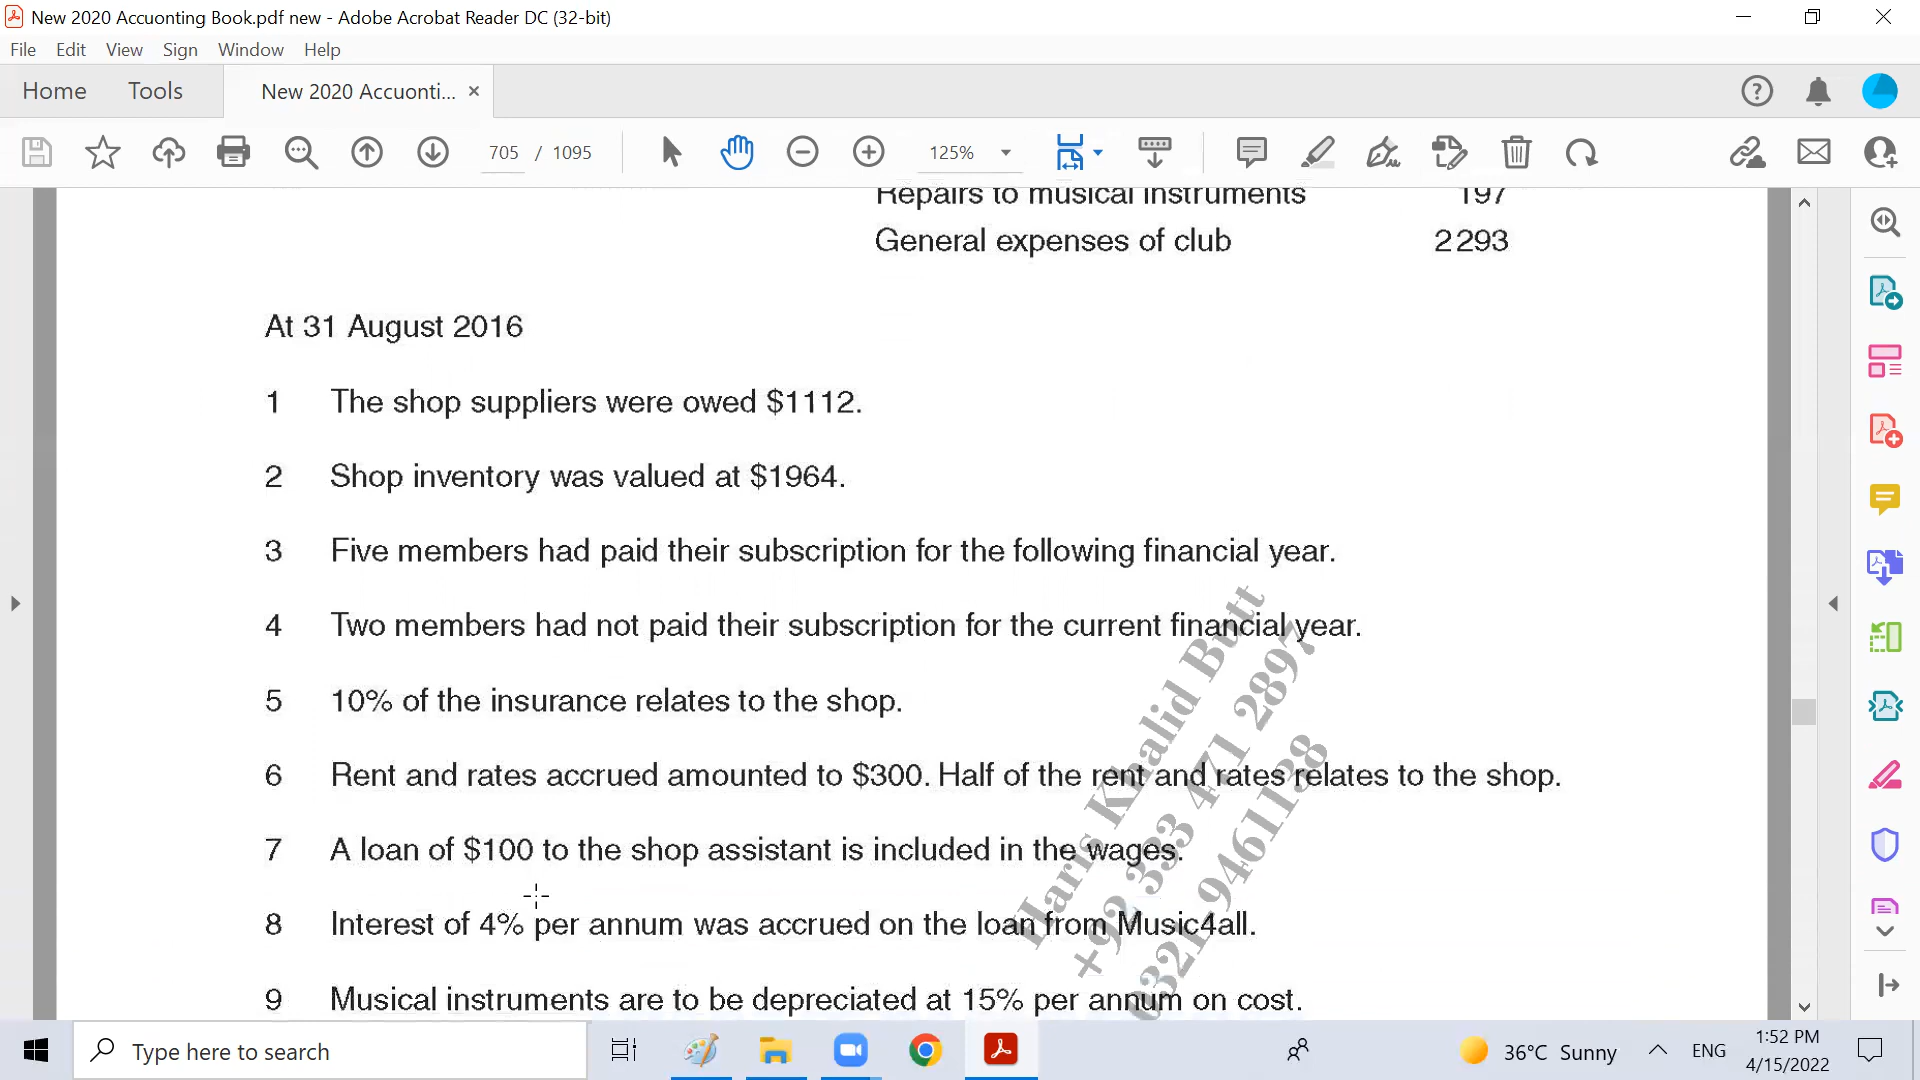 New 2020 Accuonting Book.pdf new - Adobe Acrobat Reader DC (32-bit)
File Edit View Sign Window Help
Home Tools New 2020 Accuonti... ×
705 / 1095 125%
Repairs to musical instruments 197
General expenses of club 2293
At 31 August 2016
1 The shop suppliers were owed $1112.
2 Shop inventory was valued at $1964.
3 Five members had paid their subscription for the following financial year.
4 Two members had not paid their subscription for the current financial year.
5 10% of the insurance relates to the shop.
6 Rent and rates accrued amounted to $300. Half of the rent and rates relates to the shop.
7 A loan of $100 to the shop assistant is included in the wages.
8 Interest of 4% per annum was accrued on the loan from Music4all.
9 Musical instruments are to be depreciated at 15% per annum on cost.
Haris Khalid Butt
+92 333 471 2897
0321-9461138
Type here to search
36°C Sunny
ENG
1:52 PM
4/15/2022